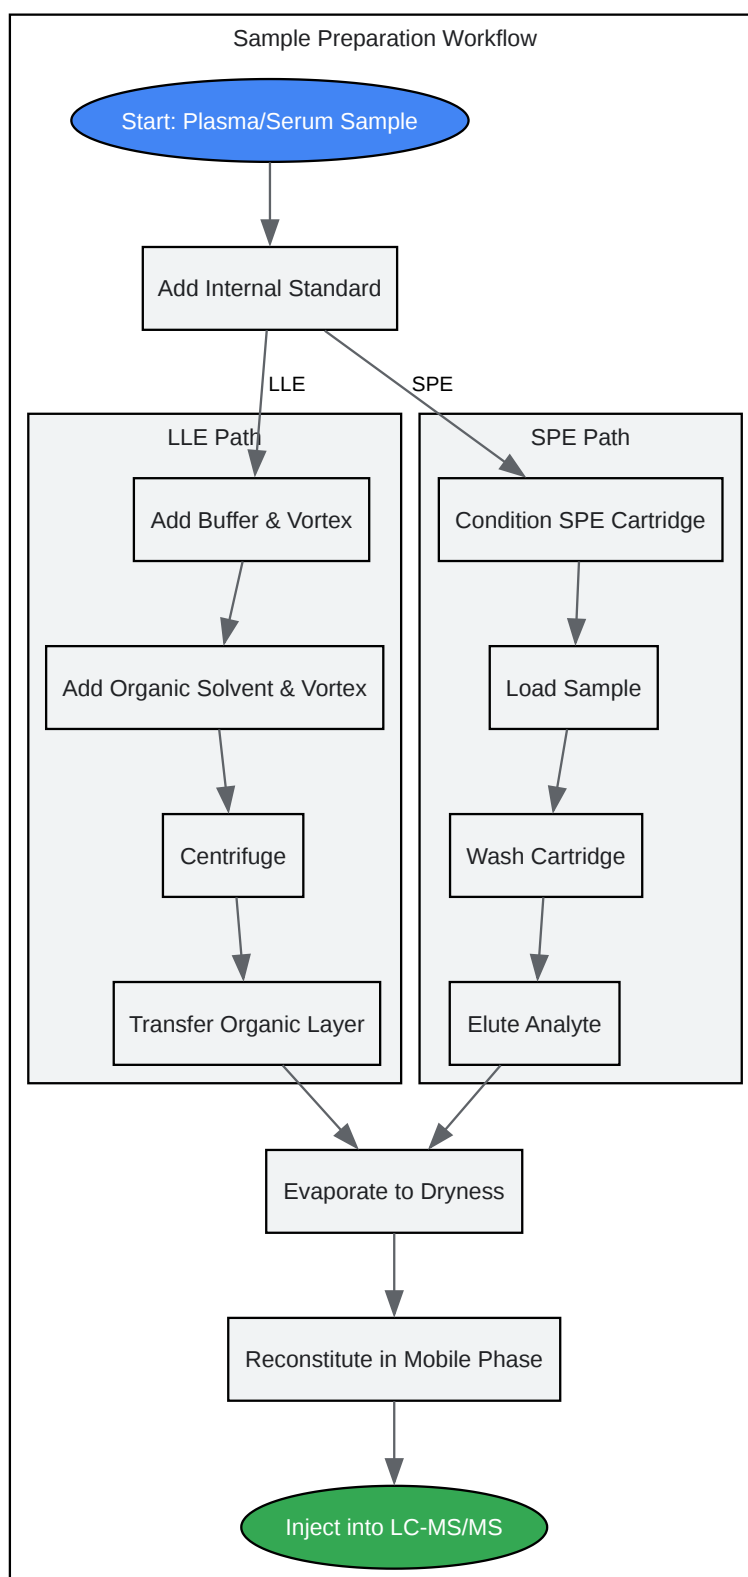 Sample Preparation Workflow
Start: Plasma/Serum Sample
Add Internal Standard
LLE
SPE
LLE Path
Add Buffer & Vortex
Add Organic Solvent & Vortex
Centrifuge
Transfer Organic Layer
SPE Path
Condition SPE Cartridge
Load Sample
Wash Cartridge
Elute Analyte
Evaporate to Dryness
Reconstitute in Mobile Phase
Inject into LC-MS/MS